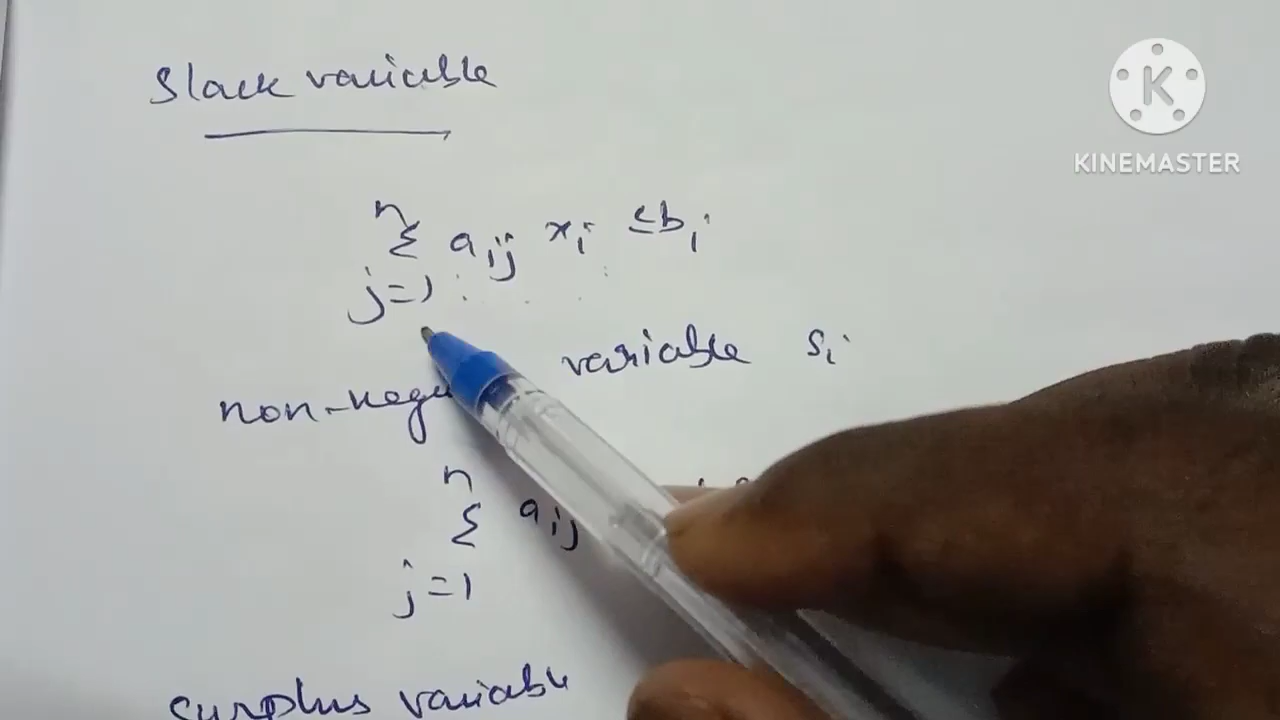 Slack variable
K
KINEMASTER
n
Σ aij xi ≤bi
j=1
variable si
non-nega
n
Σ aij
j=1
Surplus variable